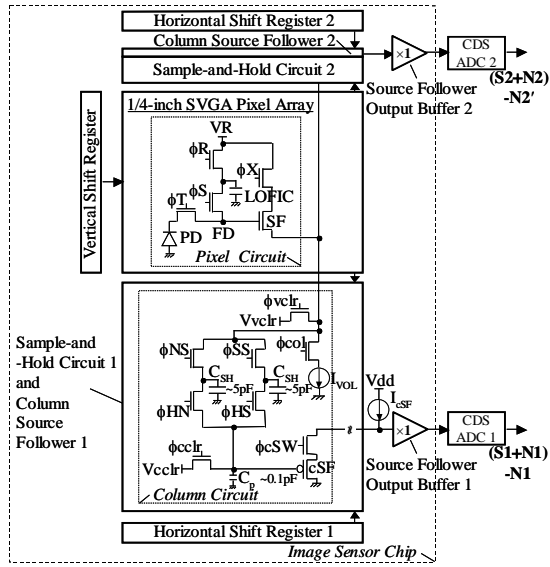 Horizontal Shift Register 2
Column Source Follower 2
Sample-and-Hold Circuit 2
×1
CDS
ADC 2
(S2+N2)
-N2′
Source Follower
Output Buffer 2
Vertical Shift Register
1/4-inch SVGA Pixel Array
VR
ϕR
ϕX
ϕS
LOFIC
ϕT
SF
PD
FD
Pixel Circuit
ϕvclr
Vvclr
ϕcol
Sample-and
-Hold Circuit 1
and
Column
Source
Follower 1
ϕNS
ϕSS
CSH
~5pF
CSH
~5pF
IVOL
ϕHN
ϕHS
Vdd
IcSF
ϕcclr
ϕcSW
Vcclr
cSF
Cp
~0.1pF
Column Circuit
×1
CDS
ADC 1
(S1+N1)
-N1
Source Follower
Output Buffer 1
Horizontal Shift Register 1
Image Sensor Chip